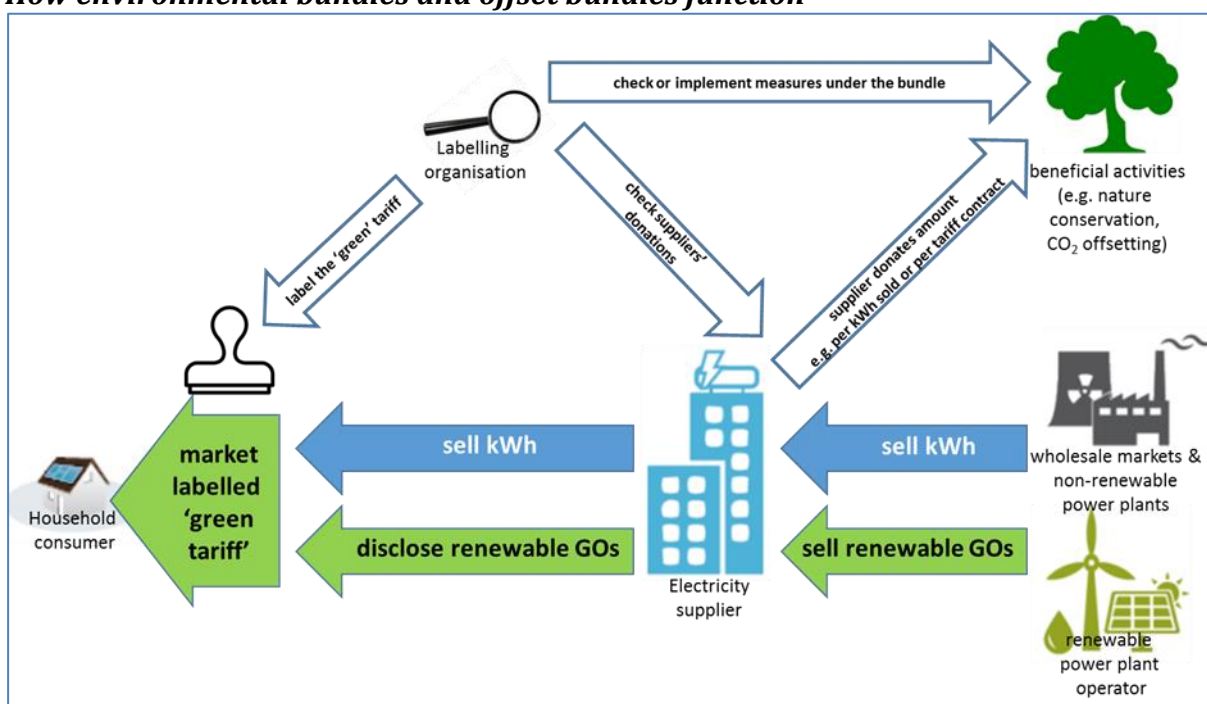 How environmental bundles and offset bundles function
check or implement measures under the bundle
Labelling
organisation
label the 'green' tariff
check suppliers'
donations
supplier donates amount
e.g. per kWh sold or per tariff contract
beneficial activities
(e.g. nature
conservation,
CO₂ offsetting)
market
labelled
'green
tariff'
sell kWh
sell kWh
wholesale markets &
non-renewable
power plants
Household
consumer
disclose renewable GOs
sell renewable GOs
Electricity
supplier
renewable
power plant
operator